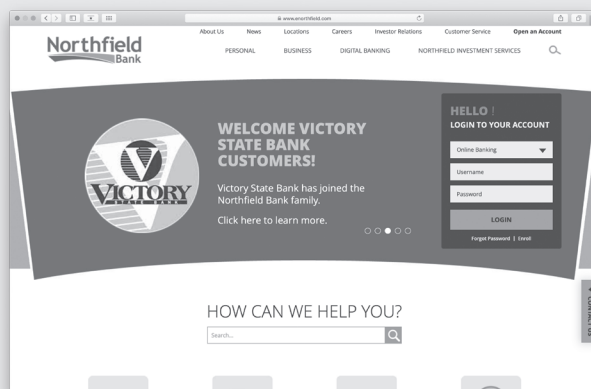 www.enorthfield.com
About Us News Locations Careers Investor Relations Customer Service Open an Account
Northfield
Bank
PERSONAL BUSINESS DIGITAL BANKING NORTHFIELD INVESTMENT SERVICES
HELLO !
LOGIN TO YOUR ACCOUNT
Online Banking
Username
Password
LOGIN
Forgot Password | Enroll
VICTORY
STATE BANK
WELCOME VICTORY
STATE BANK
CUSTOMERS!
Victory State Bank has joined the
Northfield Bank family.
Click here to learn more.
CONTACT US
HOW CAN WE HELP YOU?
Search...